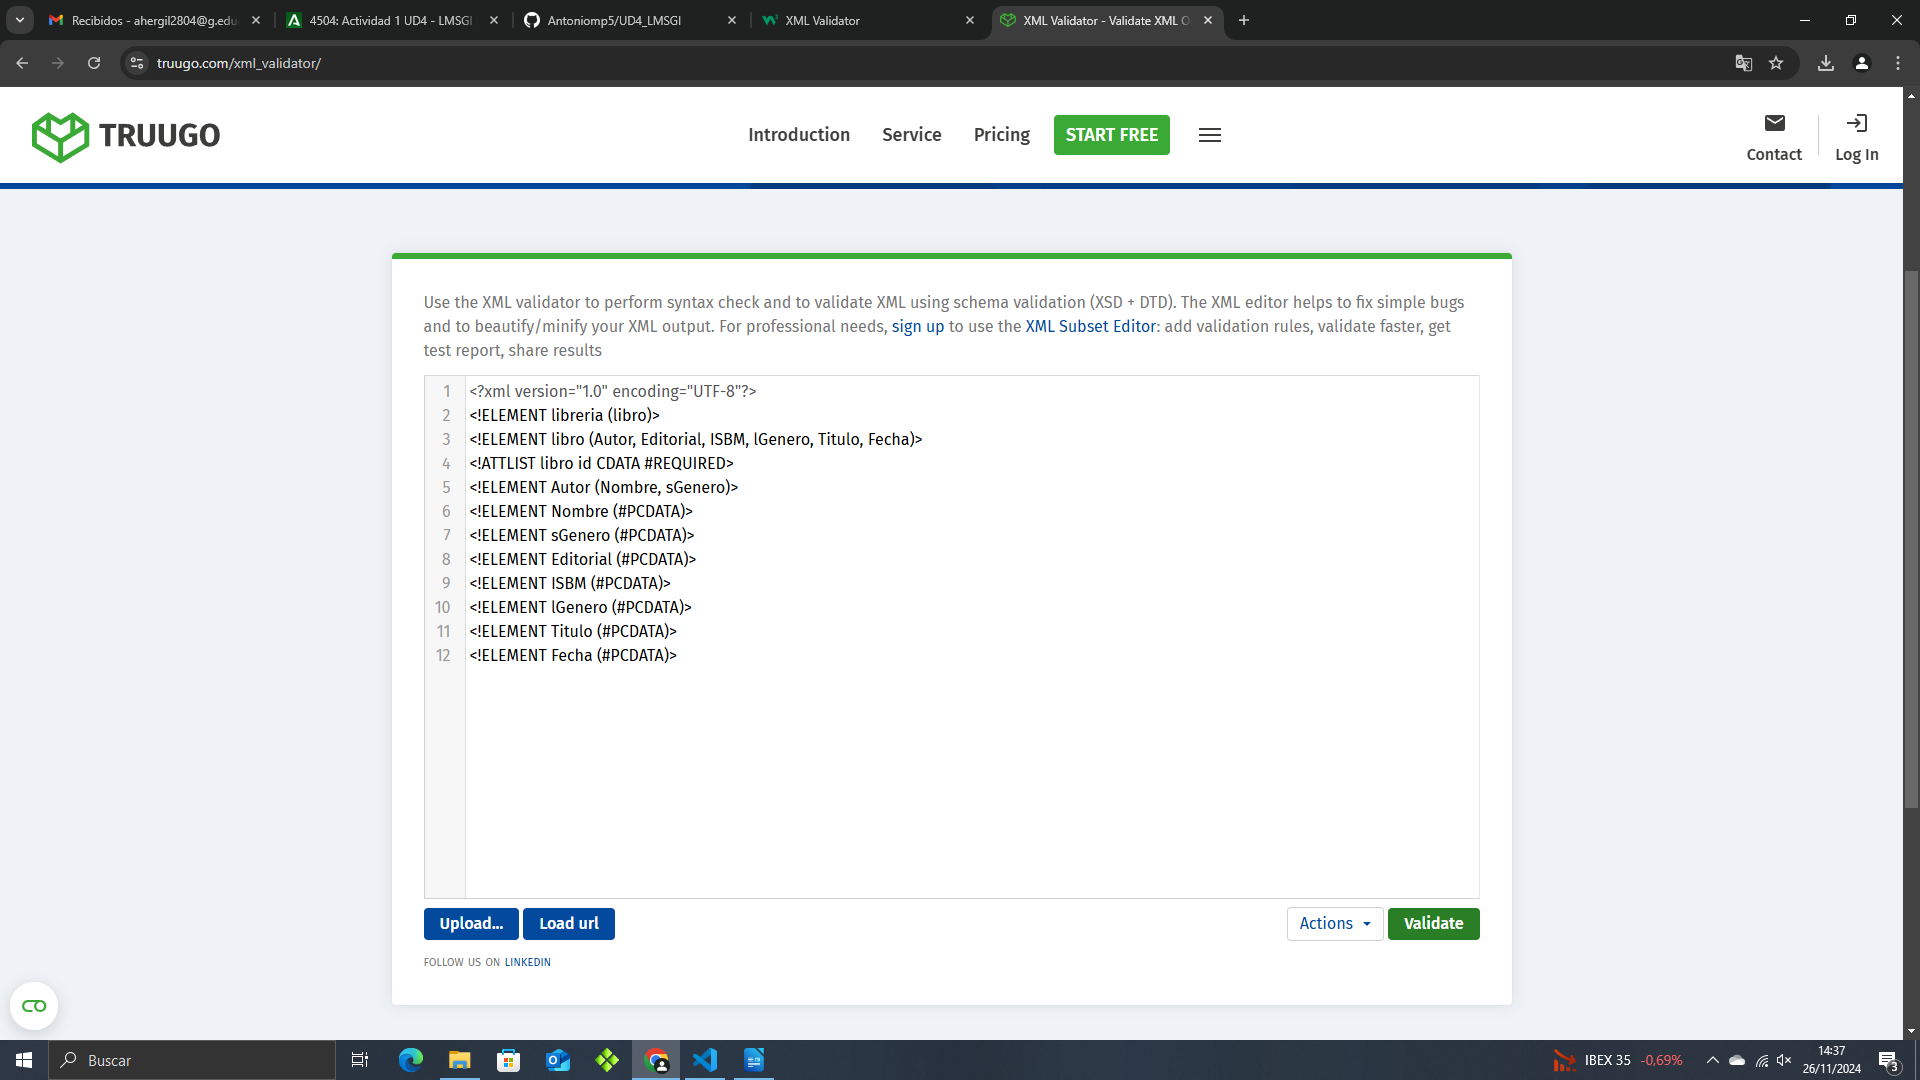 Recibidos - ahergil2804@g.edu
4504: Actividad 1 UD4 - LMSGI
Antoniomp5/UD4_LMSGI
XML Validator
XML Validator - Validate XML O
truugo.com/xml_validator/
TRUUGO
Introduction
Service
Pricing
START FREE
Contact
Log In
Use the XML validator to perform syntax check and to validate XML using schema validation (XSD + DTD). The XML editor helps to fix simple bugs
and to beautify/minify your XML output. For professional needs, sign up to use the XML Subset Editor: add validation rules, validate faster, get
test report, share results
1 <?xml version="1.0" encoding="UTF-8"?>
2 <!ELEMENT libreria (libro)>
3 <!ELEMENT libro (Autor, Editorial, ISBM, lGenero, Titulo, Fecha)>
4 <!ATTLIST libro id CDATA #REQUIRED>
5 <!ELEMENT Autor (Nombre, sGenero)>
6 <!ELEMENT Nombre (#PCDATA)>
7 <!ELEMENT sGenero (#PCDATA)>
8 <!ELEMENT Editorial (#PCDATA)>
9 <!ELEMENT ISBM (#PCDATA)>
10 <!ELEMENT lGenero (#PCDATA)>
11 <!ELEMENT Titulo (#PCDATA)>
12 <!ELEMENT Fecha (#PCDATA)>
Upload...
Load url
Actions
Validate
FOLLOW US ON LINKEDIN
Buscar
IBEX 35 -0,69%
14:37
26/11/2024
3